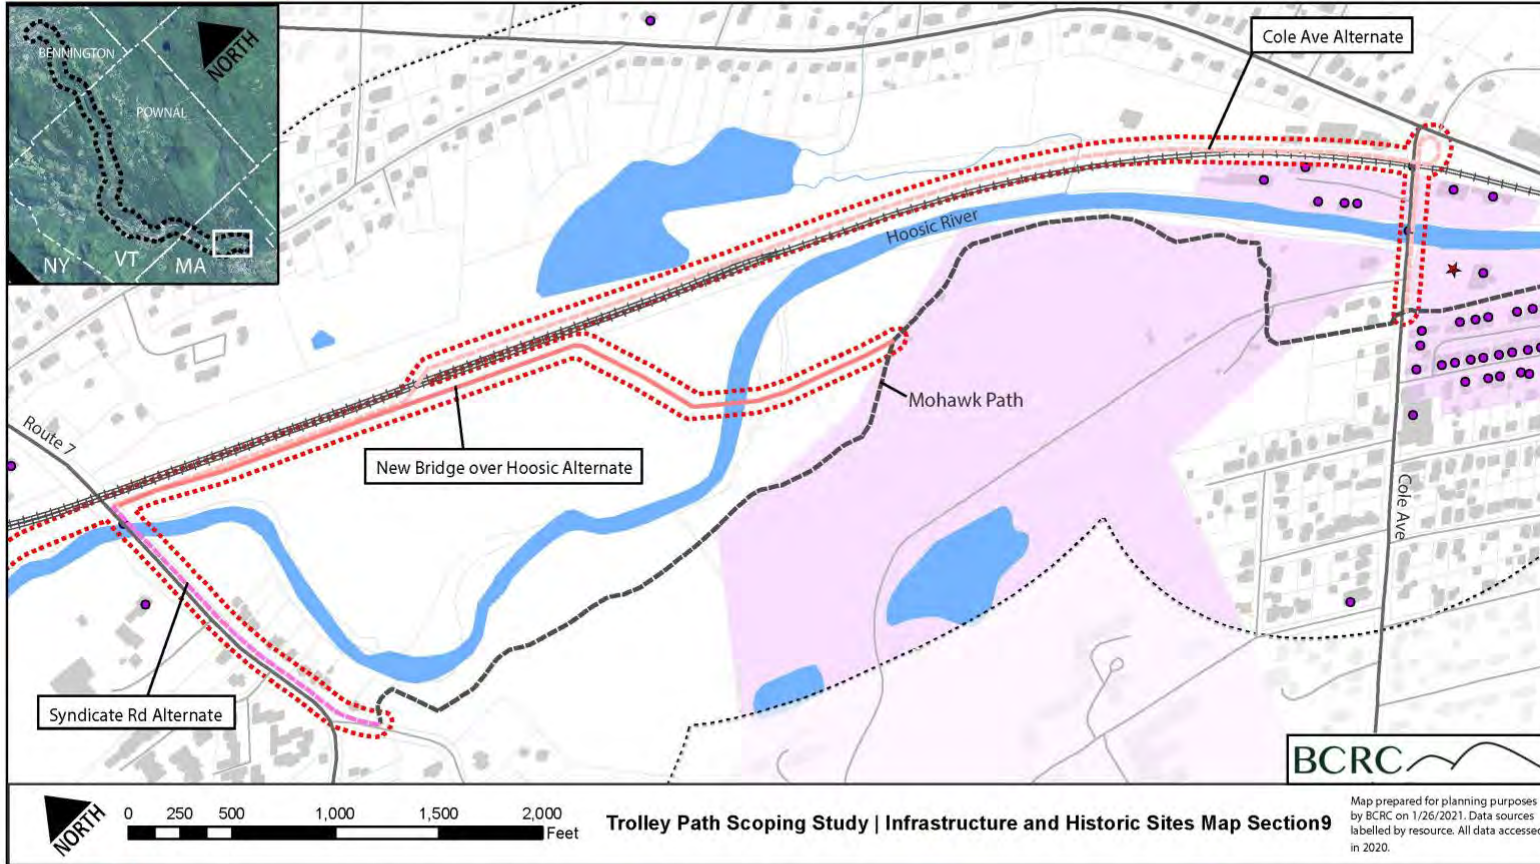 BENNINGTON
NORTH
POWNAL
NY
VT
MA
Cole Ave Alternate
Hoosic River
Mohawk Path
Route 7
New Bridge over Hoosic Alternate
Cole Ave
Syndicate Rd Alternate
BCRC
NORTH
0 250 500 1,000 1,500 2,000
Feet
Trolley Path Scoping Study | Infrastructure and Historic Sites Map Section9
Map prepared for planning purposes
by BCRC on 1/26/2021. Data sources
labelled by resource. All data accessed
in 2020.